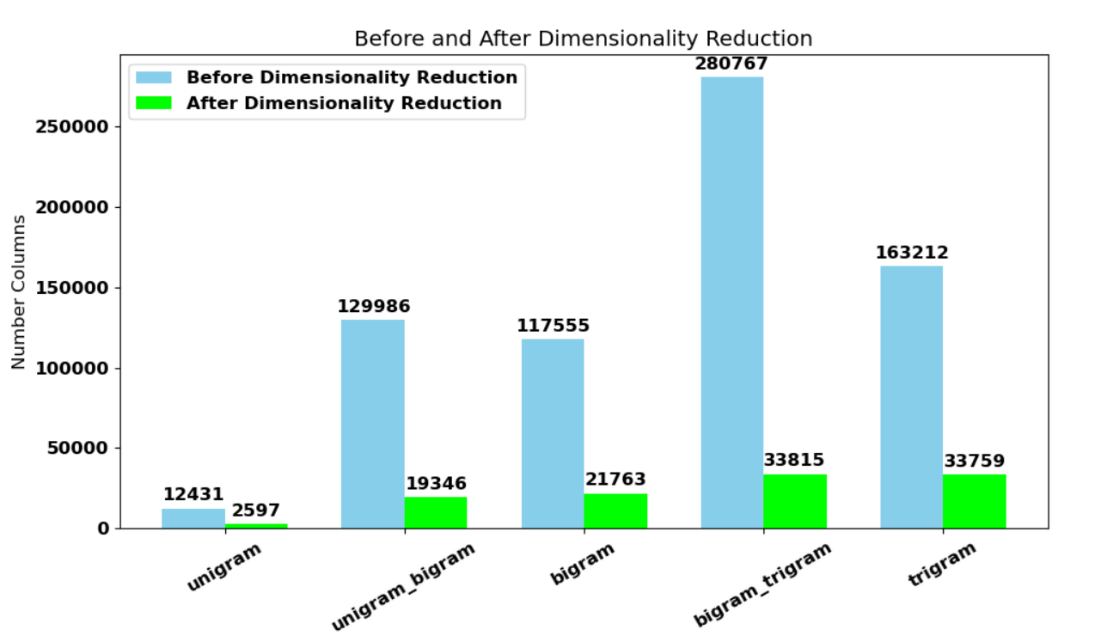 Before and After Dimensionality Reduction
Before Dimensionality Reduction
After Dimensionality Reduction
Number Columns
250000
200000
150000
100000
50000
0
12431
2597
129986
19346
117555
21763
280767
33815
163212
33759
unigram
unigram_bigram
bigram
bigram_trigram
trigram